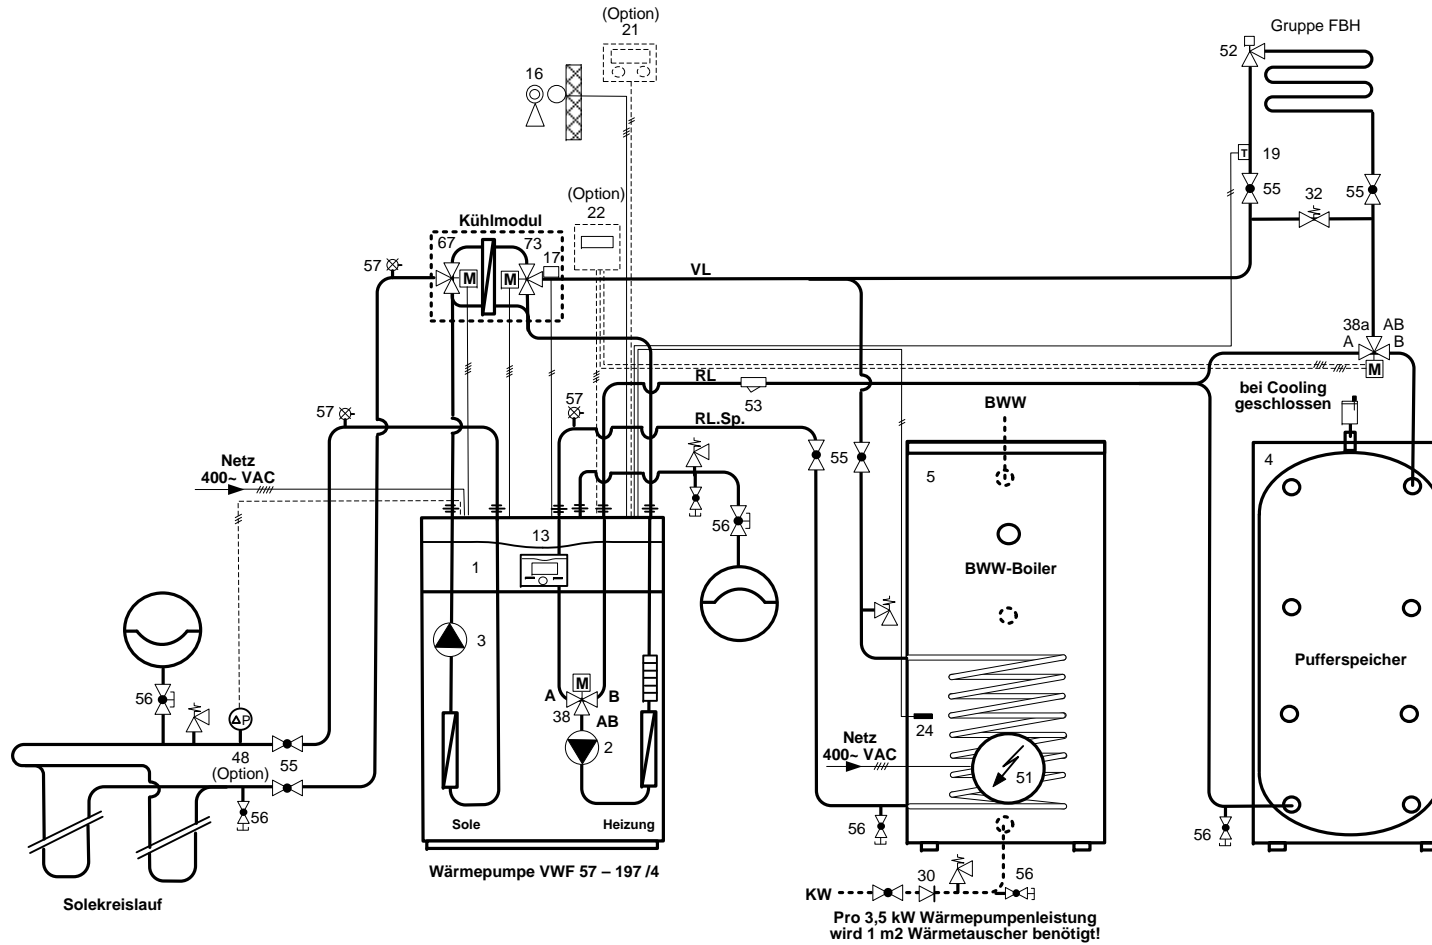 (Option)
21
Gruppe FBH
52
16
19
T
(Option)
22
55
32
55
Kühlmodul
67
73
17
57
M
M
VL
38a
AB
A
B
M
RL
53
bei Cooling
geschlossen
57
57
BWW
RL.Sp.
Netz
400~ VAC
55
5
4
56
13
1
BWW-Boiler
3
Pufferspeicher
56
M
A
B
38
AB
2
ΔP
24
48
(Option)
55
Netz
400~ VAC
51
56
Sole
Heizung
56
56
Wärmepumpe VWF 57 – 197 /4
30
56
KW
Solekreislauf
Pro 3,5 kW Wärmepumpenleistung
wird 1 m2 Wärmetauscher benötigt!